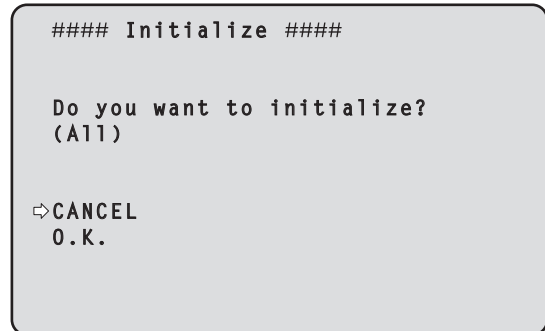 #### Initialize ####
Do you want to initialize?
(All)
⇨CANCEL
O.K.